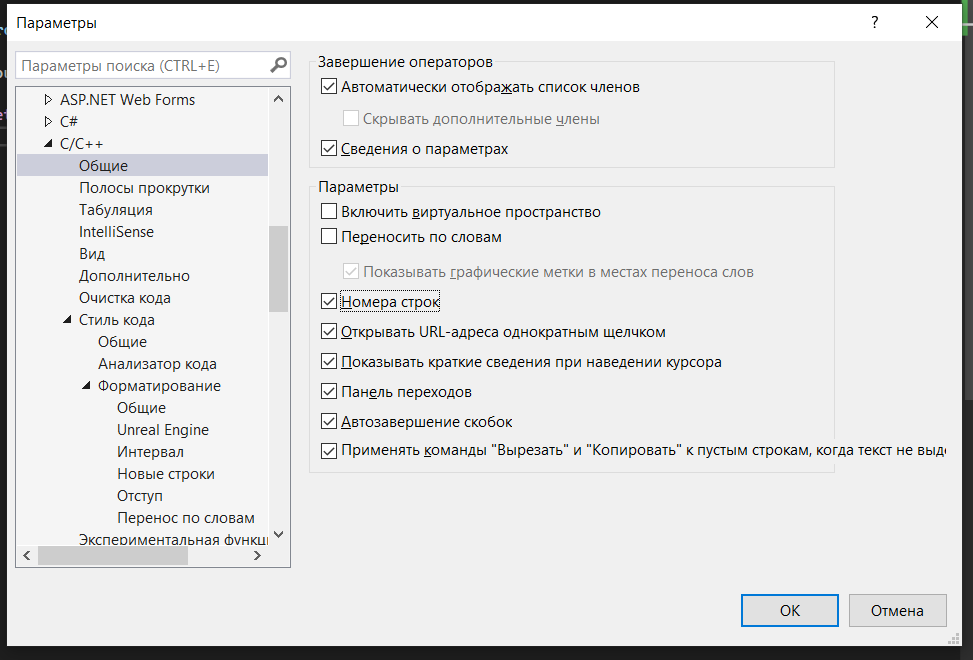 Параметры
?
Параметры поиска (CTRL+E)
ASP.NET Web Forms
C#
C/C++
Общие
Полосы прокрутки
Табуляция
IntelliSense
Вид
Дополнительно
Очистка кода
Стиль кода
Общие
Анализатор кода
Форматирование
Общие
Unreal Engine
Интервал
Новые строки
Отступ
Перенос по словам
Экспериментальная функц
Завершение операторов
Автоматически отображать список членов
Скрывать дополнительные члены
Сведения о параметрах
Параметры
Включить виртуальное пространство
Переносить по словам
Показывать графические метки в местах переноса слов
Номера строк
Открывать URL-адреса однократным щелчком
Показывать краткие сведения при наведении курсора
Панель переходов
Автозавершение скобок
Применять команды "Вырезать" и "Копировать" к пустым строкам, когда текст не выде
ОК
Отмена